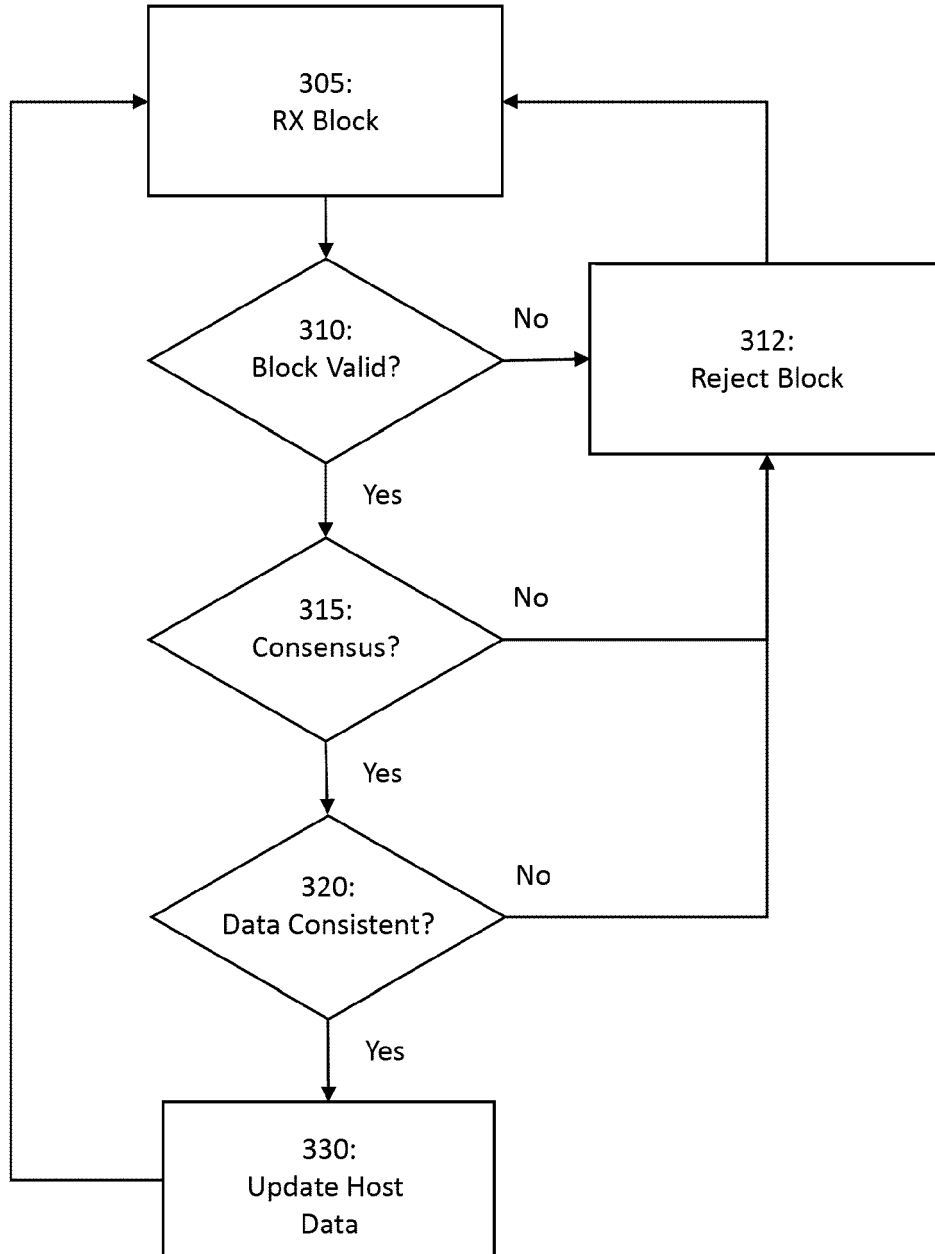 305:
RX Block
310:
Block Valid?
No
312:
Reject Block
Yes
315:
Consensus?
No
Yes
320:
Data Consistent?
No
Yes
330:
Update Host
Data